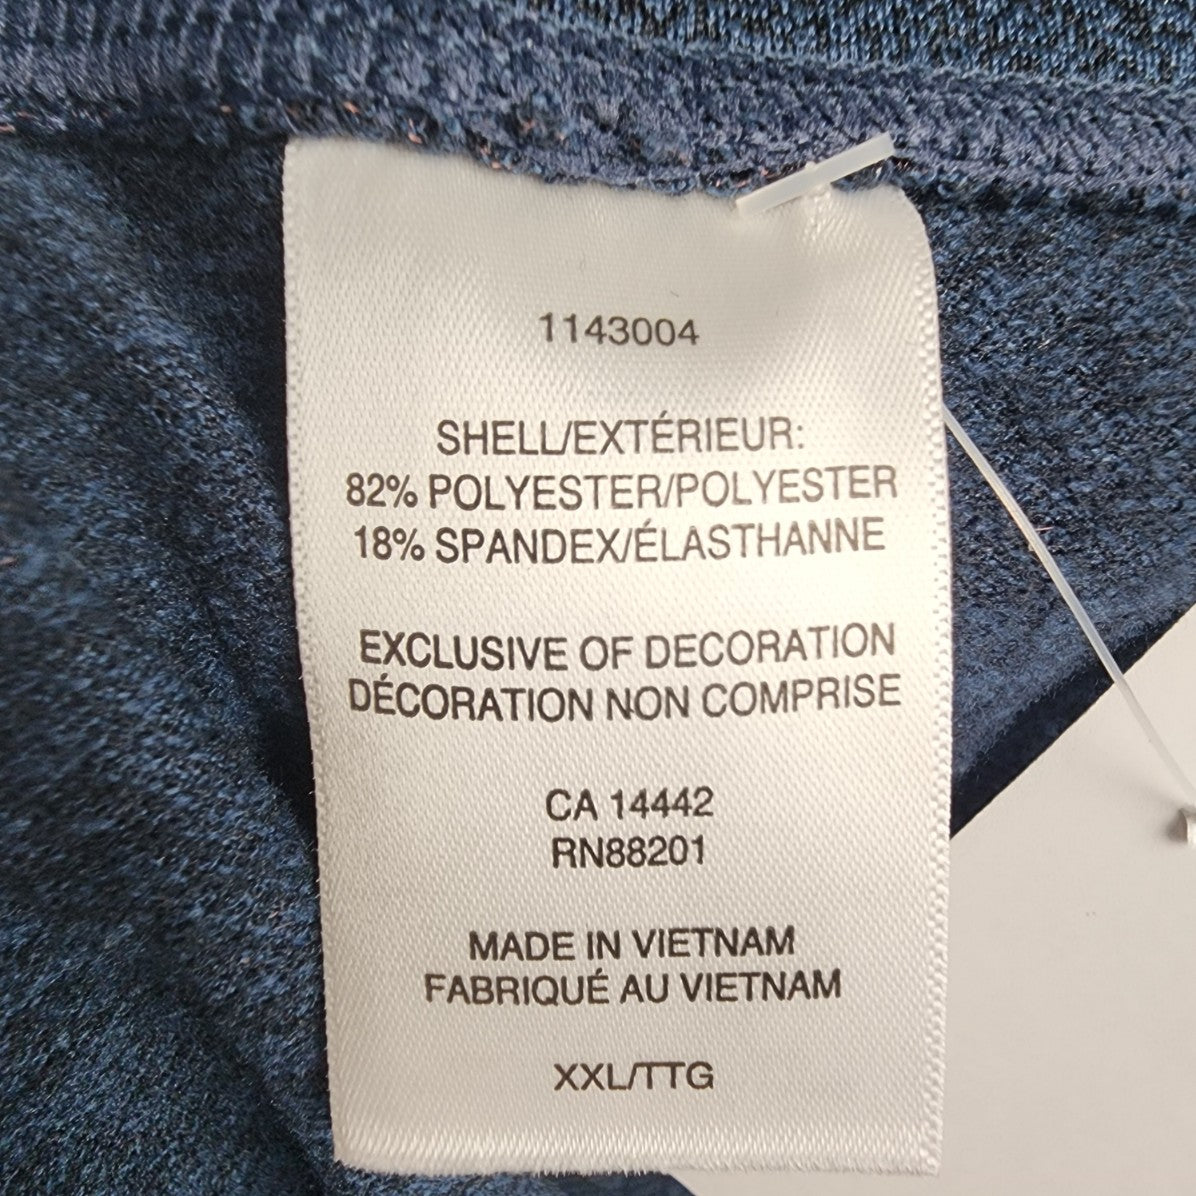 1143004
SHELL/EXTÉRIEUR:
82% POLYESTER/POLYESTER
18% SPANDEX/ÉLASTHANNE
EXCLUSIVE OF DECORATION
DÉCORATION NON COMPRISE
CA 14442
RN88201
MADE IN VIETNAM
FABRIQUÉ AU VIETNAM
XXL/TTG